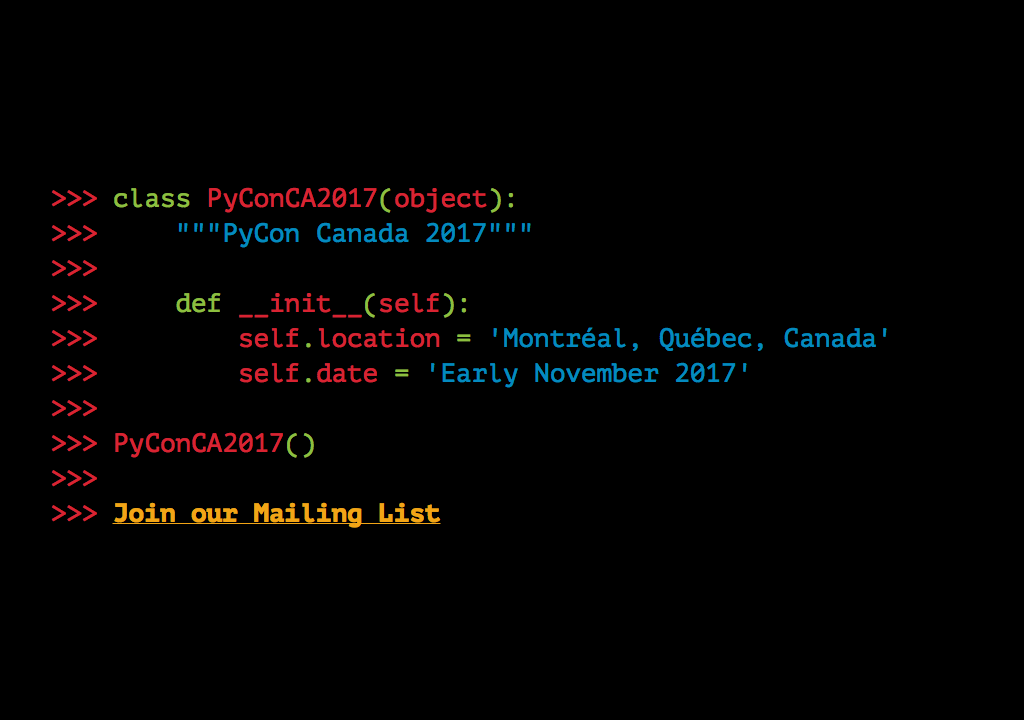 >>> class PyConCA2017(object):
>>>     """PyCon Canada 2017"""
>>>
>>>     def __init__(self):
>>>         self.location = 'Montréal, Québec, Canada'
>>>         self.date = 'Early November 2017'
>>>
>>> PyConCA2017()
>>>
>>> Join our Mailing List